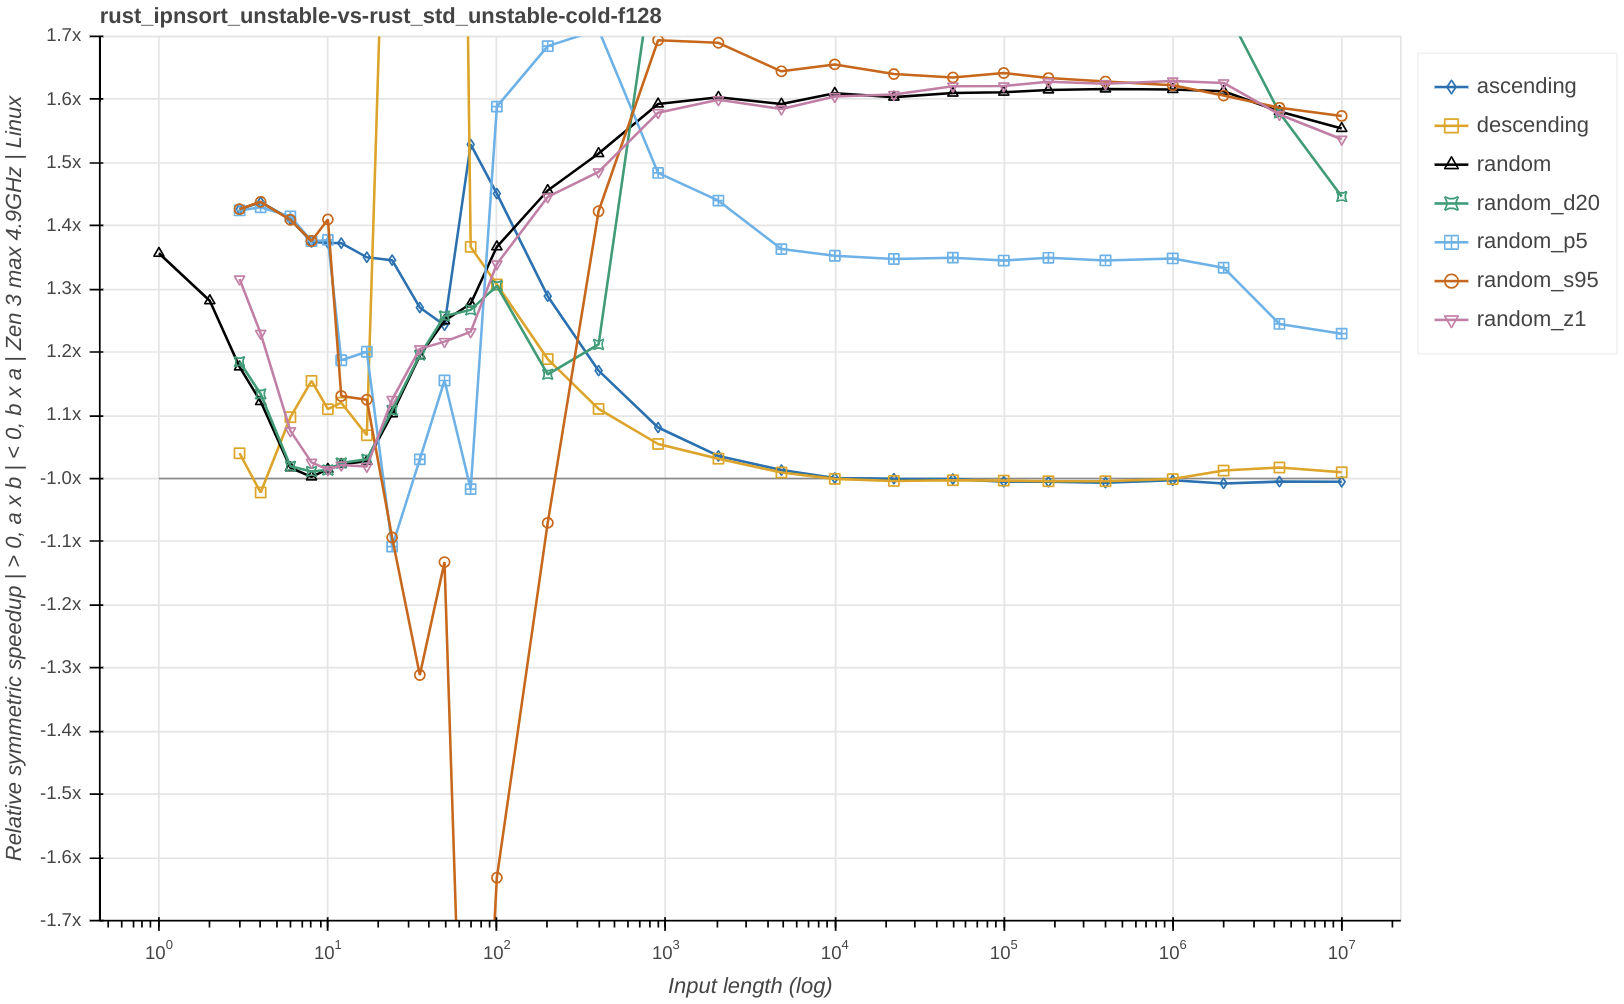 rust_ipnsort_unstable-vs-rust_std_unstable-cold-f128
Relative symmetric speedup | > 0, a x b | < 0, b x a | Zen 3 max 4.9GHz | Linux
1.7x
1.6x
1.5x
1.4x
1.3x
1.2x
1.1x
-1.0x
-1.1x
-1.2x
-1.3x
-1.4x
-1.5x
-1.6x
-1.7x
10⁰ 10¹ 10² 10³ 10⁴ 10⁵ 10⁶ 10⁷
Input length (log)
ascending
descending
random
random_d20
random_p5
random_s95
random_z1